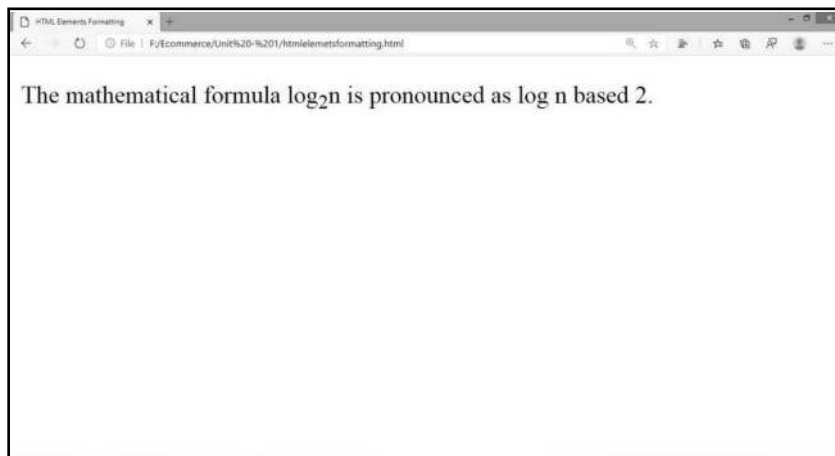 HTML Elements Formatting
File | F:/Ecommerce/Unit%20-%201/htmlelemetsformatting.html
The mathematical formula log₂n is pronounced as log n based 2.